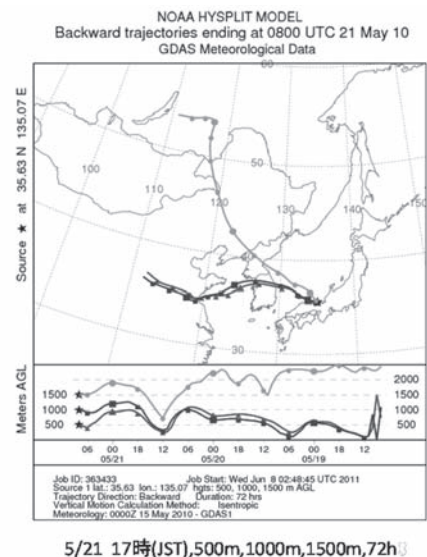 NOAA HYSPLIT MODEL
Backward trajectories ending at 0800 UTC 21 May 10
GDAS Meteorological Data
Source ★ at 35.63 N 135.07 E
60
50
40
30
100
110
120
130
140
150
Meters AGL
1500
1000
500
2000
1500
1000
500
06 00 18 12 06 00 18 12 06 00 18 12
05/21 05/20 05/19
Job ID: 363433 Job Start: Wed Jun 8 02:48:45 UTC 2011
Source 1 lat.: 35.63 lon.: 135.07 hgts: 500, 1000, 1500 m AGL
Trajectory Direction: Backward Duration: 72 hrs
Vertical Motion Calculation Method: Isentropic
Meteorology: 0000Z 15 May 2010 - GDAS1
5/21 17時(JST),500m,1000m,1500m,72h